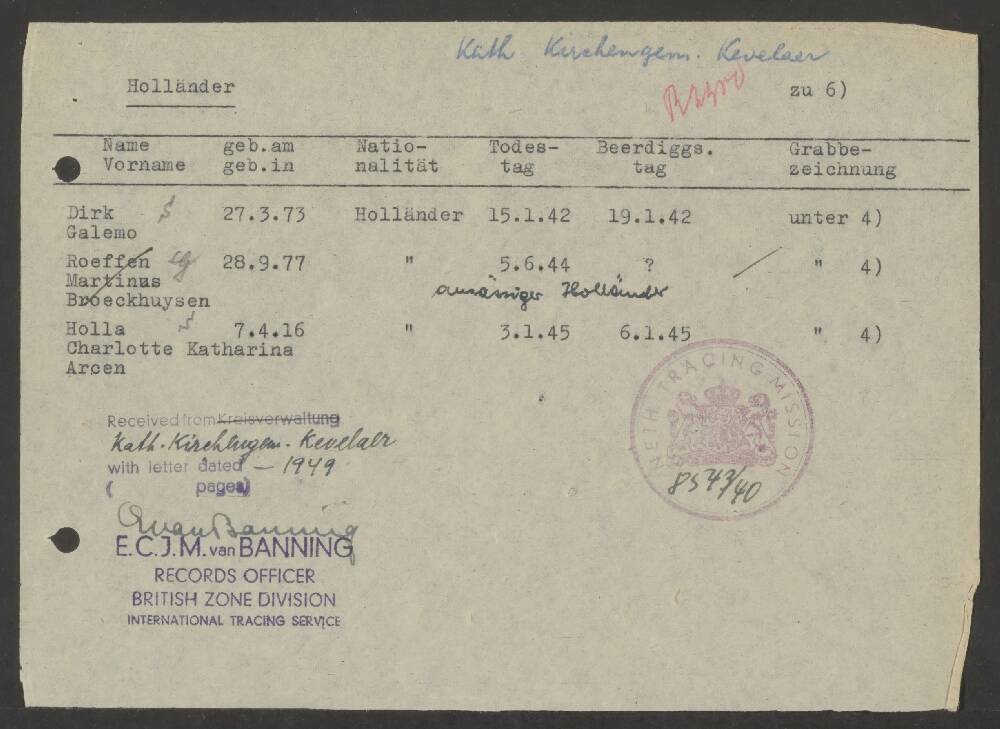 Kath Kirchengem. Kevelaer
Holländer
zu 6)
Name geb.am Natio- Todes- Beerdiggs. Grabbe-
Vorname geb.in nalität tag tag zeichnung
Dirk 27.3.73 Holländer 15.1.42 19.1.42 unter 4)
Galemo
Roeffen 28.9.77 " 5.6.44 ? " 4)
Martinus ansässiger Holländer
Broeckhuysen
Holla 7.4.16 " 3.1.45 6.1.45 " 4)
Charlotte Katharina
Arcen
NETH TRACING MISSION
Received from Kreisverwaltung
Kath. Kirchengem. Kevelaer
with letter dated – 1949
( pages)
E.C.J.M. van BANNING
RECORDS OFFICER
BRITISH ZONE DIVISION
INTERNATIONAL TRACING SERVICE